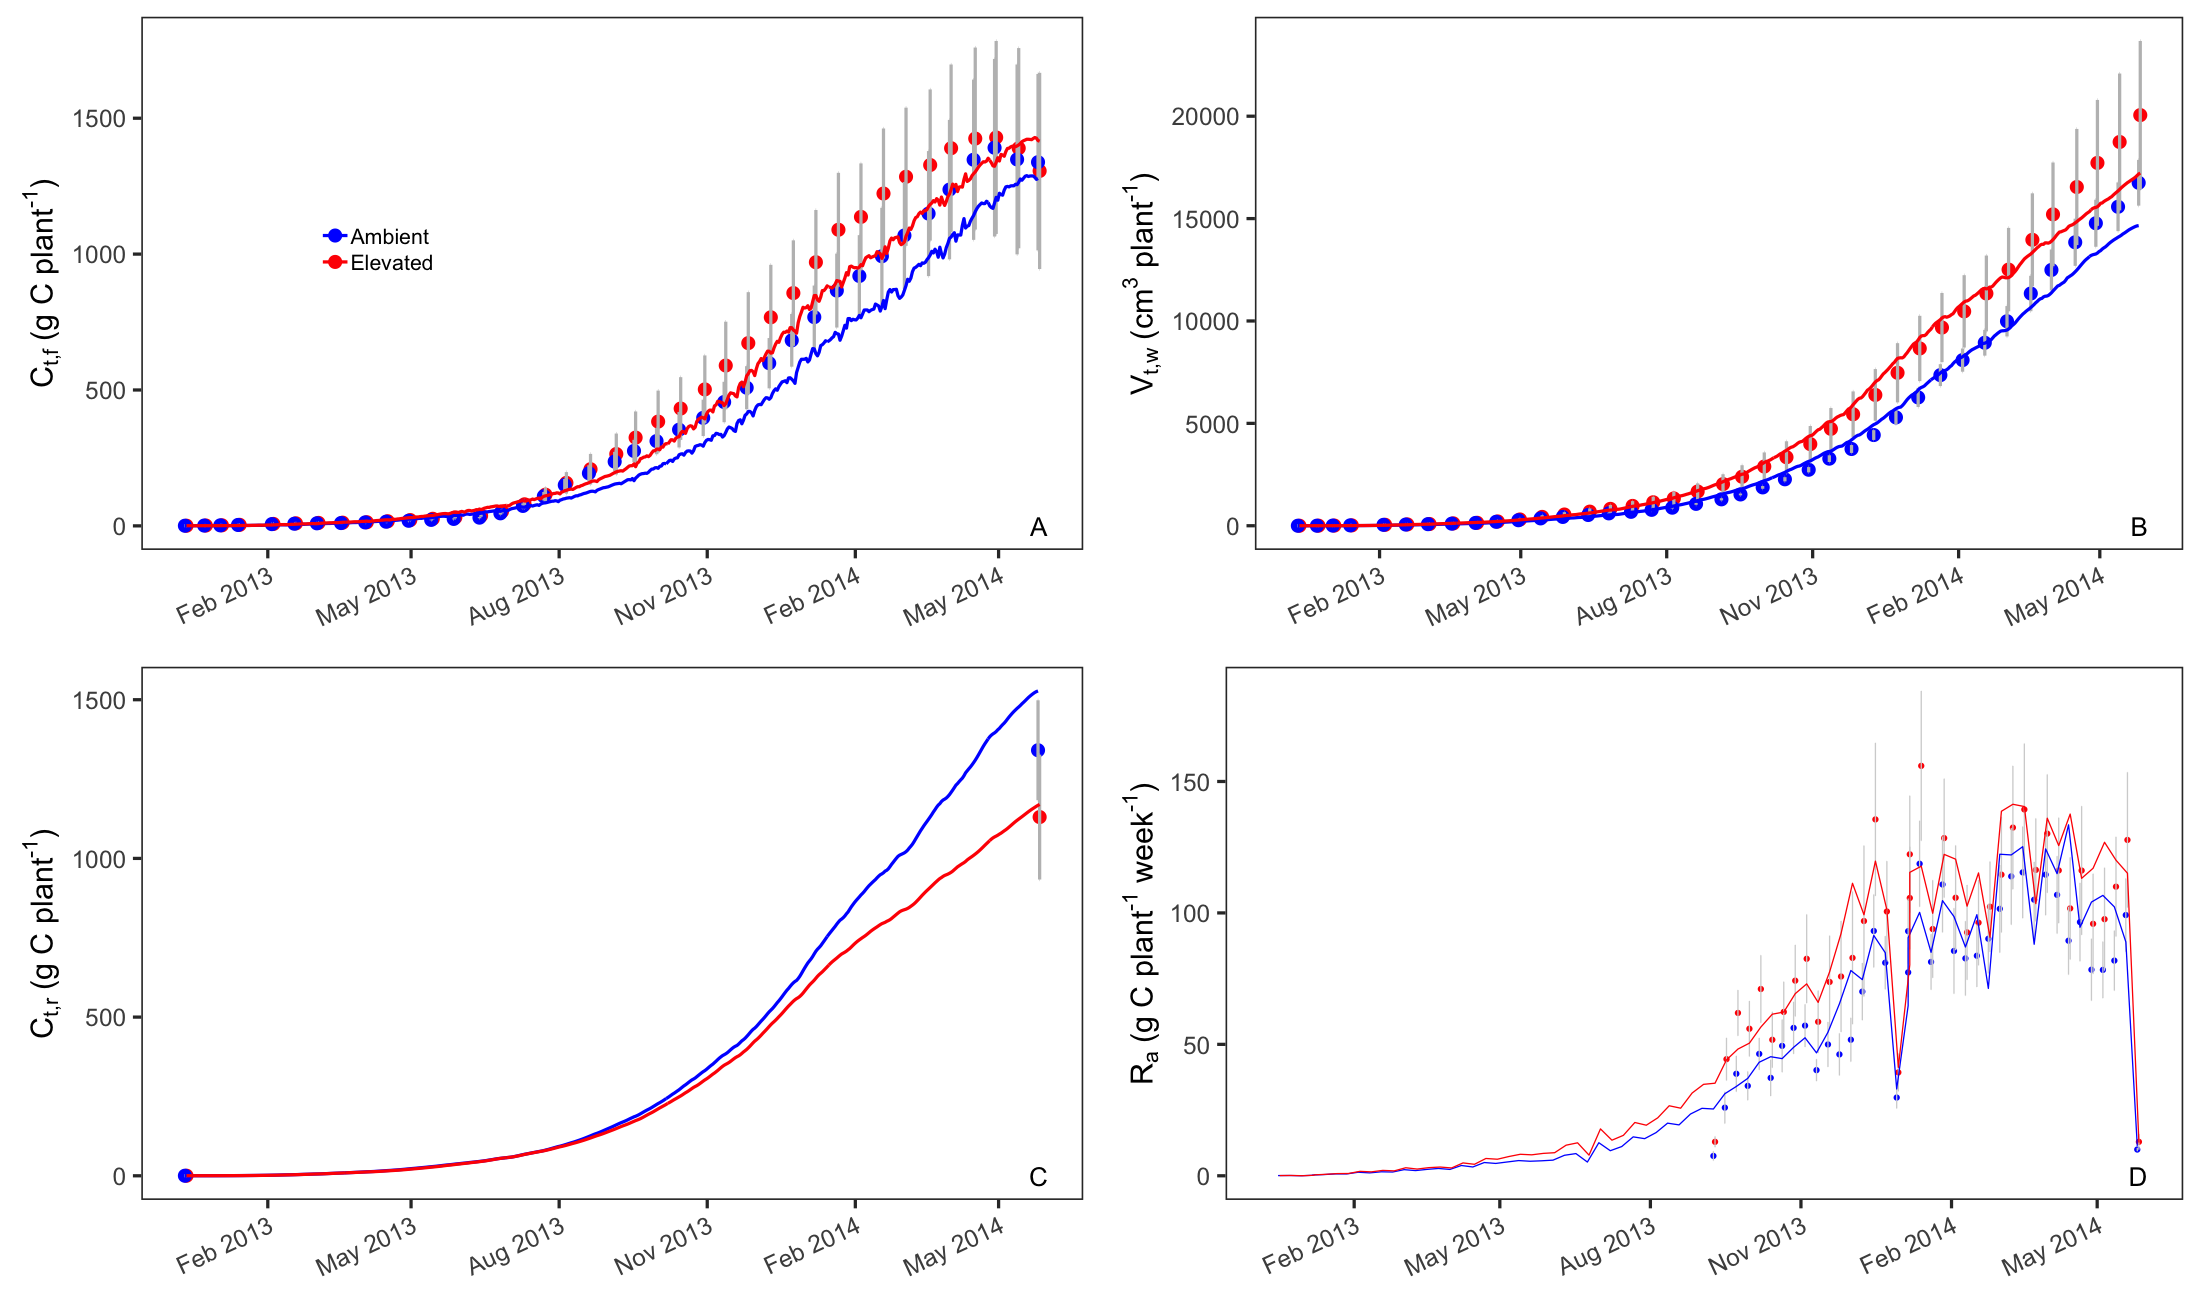 C_t,f (g C plant^-1)
1500
1000
500
0
Ambient
Elevated
A
Feb 2013
May 2013
Aug 2013
Nov 2013
Feb 2014
May 2014
V_t,w (cm^3 plant^-1)
20000
15000
10000
5000
0
B
Feb 2013
May 2013
Aug 2013
Nov 2013
Feb 2014
May 2014
C_t,r (g C plant^-1)
1500
1000
500
0
C
Feb 2013
May 2013
Aug 2013
Nov 2013
Feb 2014
May 2014
R_a (g C plant^-1 week^-1)
150
100
50
0
D
Feb 2013
May 2013
Aug 2013
Nov 2013
Feb 2014
May 2014